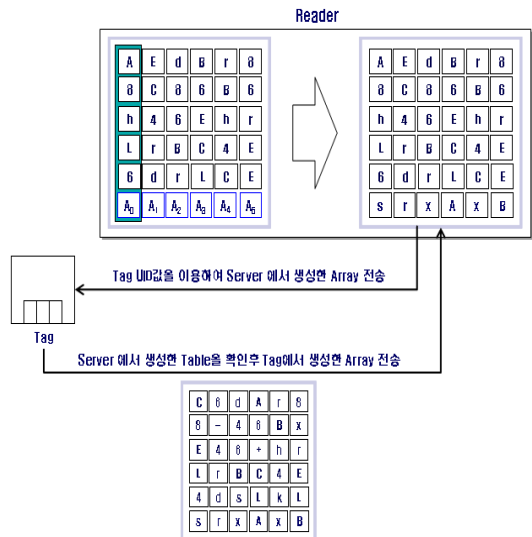 Reader
A E d B r 8 A E d B r 8
8 C 8 6 B 6 8 C 8 6 B 6
h 4 6 E h r h 4 6 E h r
L r B C 4 E L r B C 4 E
6 d r L C E 6 d r L C E
A₀ A₁ A₂ A₃ A₄ A₅ s r x A x B
Tag UID값을 이용하여 Server 에서 생성한 Array 전송
Tag
Server 에서 생성한 Table을 확인후 Tag에서 생성한 Array 전송
C 6 d A r 8
8 - 4 6 B x
E 4 6 + h r
L r B C 4 E
4 d s L k L
s r x A x B